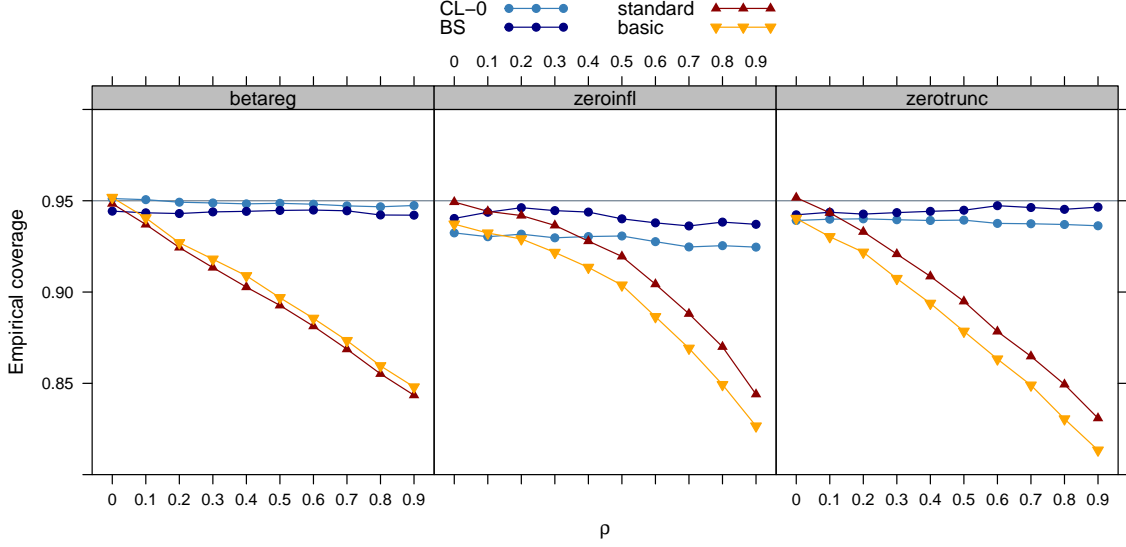 CL−0 standard
BS basic
0 0.1 0.2 0.3 0.4 0.5 0.6 0.7 0.8 0.9
betareg zeroinfl zerotrunc
0.95
0.90
0.85
Empirical coverage
0 0.1 0.2 0.3 0.4 0.5 0.6 0.7 0.8 0.9 0 0.1 0.2 0.3 0.4 0.5 0.6 0.7 0.8 0.9
ρ